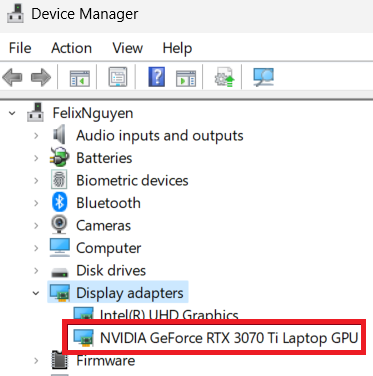 Device Manager
File Action View Help
FelixNguyen
Audio inputs and outputs
Batteries
Biometric devices
Bluetooth
Cameras
Computer
Disk drives
Display adapters
Intel(R) UHD Graphics
NVIDIA GeForce RTX 3070 Ti Laptop GPU
Firmware